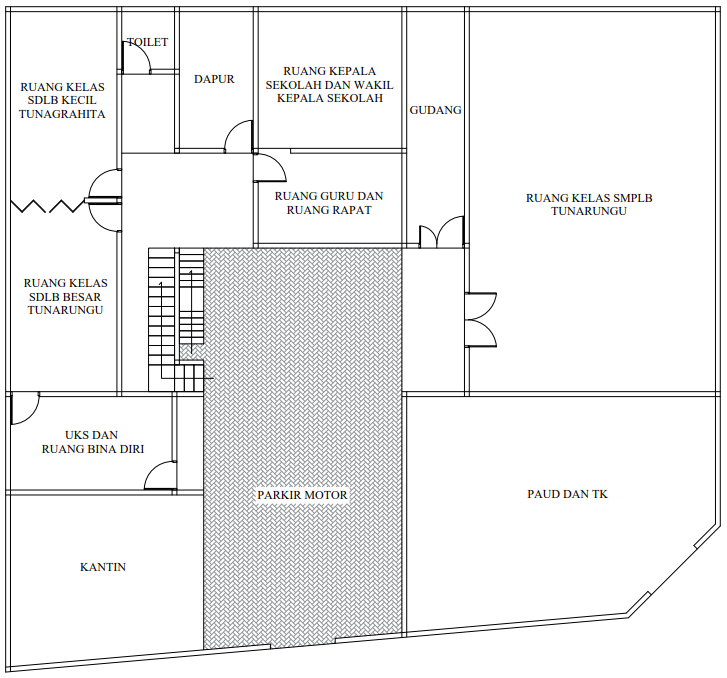 TOILET
RUANG KELAS
SDLB KECIL
TUNAGRAHITA
DAPUR
RUANG KEPALA
SEKOLAH DAN WAKIL
KEPALA SEKOLAH
GUDANG
RUANG GURU DAN
RUANG RAPAT
RUANG KELAS SMPLB
TUNARUNGU
RUANG KELAS
SDLB BESAR
TUNARUNGU
UKS DAN
RUANG BINA DIRI
PARKIR MOTOR
PAUD DAN TK
KANTIN